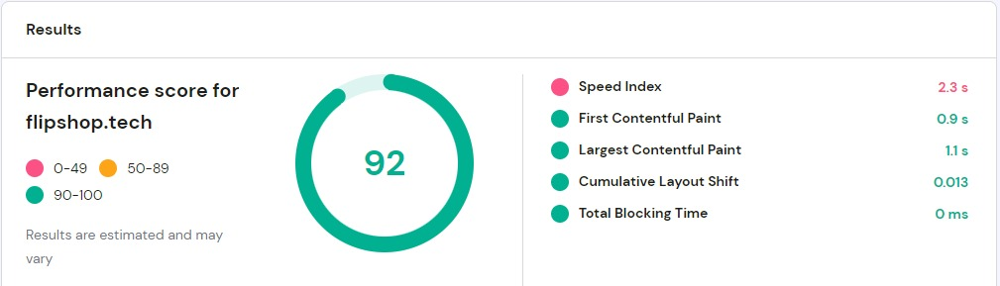 Results
Performance score for
flipshop.tech
0-49 50-89
90-100
Results are estimated and may
vary
92
Speed Index 2.3 s
First Contentful Paint 0.9 s
Largest Contentful Paint 1.1 s
Cumulative Layout Shift 0.013
Total Blocking Time 0 ms